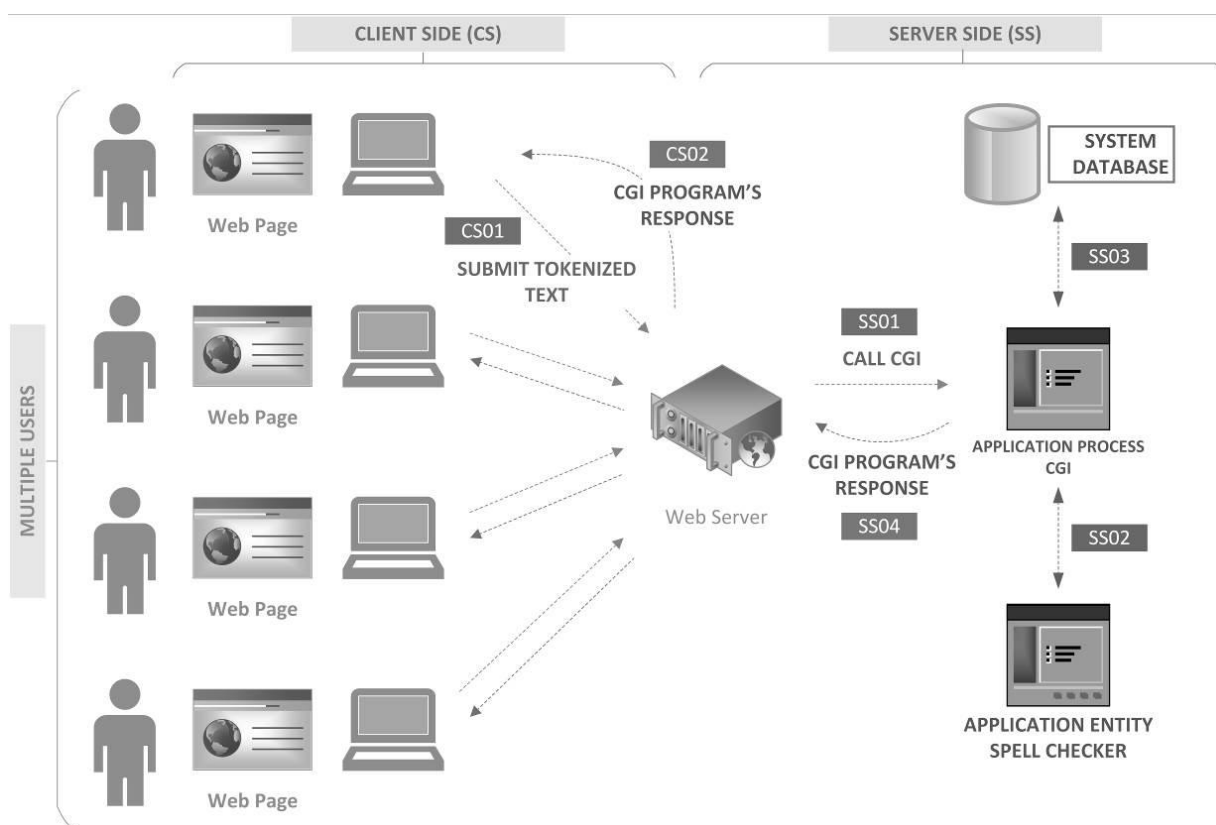 CLIENT SIDE (CS)
SERVER SIDE (SS)
MULTIPLE USERS
Web Page
CS01
SUBMIT TOKENIZED
TEXT
CS02
CGI PROGRAM'S
RESPONSE
Web Page
Web Page
Web Page
Web Server
SS01
CALL CGI
CGI PROGRAM'S
RESPONSE
SS04
SYSTEM
DATABASE
SS03
APPLICATION PROCESS
CGI
SS02
APPLICATION ENTITY
SPELL CHECKER